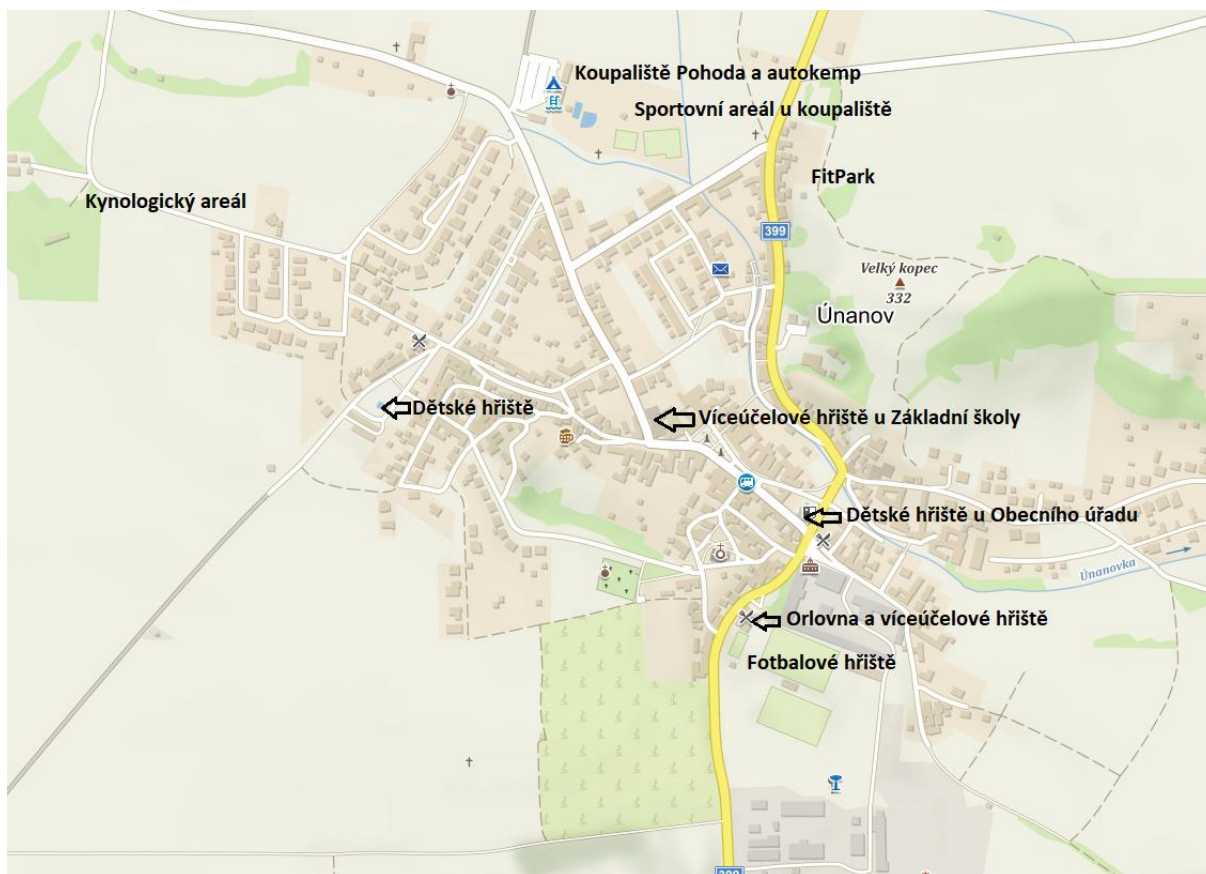 Koupaliště Pohoda a autokemp
Sportovní areál u koupaliště
FitPark
Kynologický areál
399
Velký kopec
332
Únanov
Dětské hřiště
Víceúčelové hřiště u Základní školy
Dětské hřiště u Obecního úřadu
Únanovka
Orlovna a víceúčelové hřiště
Fotbalové hřiště
399